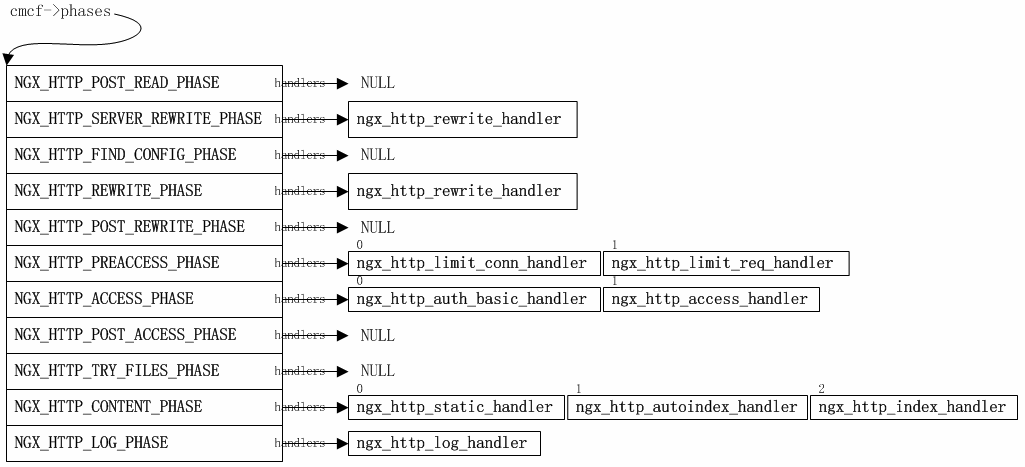 cmcf->phases
NGX_HTTP_POST_READ_PHASE handlers NULL
NGX_HTTP_SERVER_REWRITE_PHASE handlers ngx_http_rewrite_handler
NGX_HTTP_FIND_CONFIG_PHASE handlers NULL
NGX_HTTP_REWRITE_PHASE handlers ngx_http_rewrite_handler
NGX_HTTP_POST_REWRITE_PHASE handlers NULL
0 1
NGX_HTTP_PREACCESS_PHASE handlers ngx_http_limit_conn_handler ngx_http_limit_req_handler
0 1
NGX_HTTP_ACCESS_PHASE handlers ngx_http_auth_basic_handler ngx_http_access_handler
NGX_HTTP_POST_ACCESS_PHASE handlers NULL
NGX_HTTP_TRY_FILES_PHASE handlers NULL
0 1 2
NGX_HTTP_CONTENT_PHASE handlers ngx_http_static_handler ngx_http_autoindex_handler ngx_http_index_handler
NGX_HTTP_LOG_PHASE handlers ngx_http_log_handler